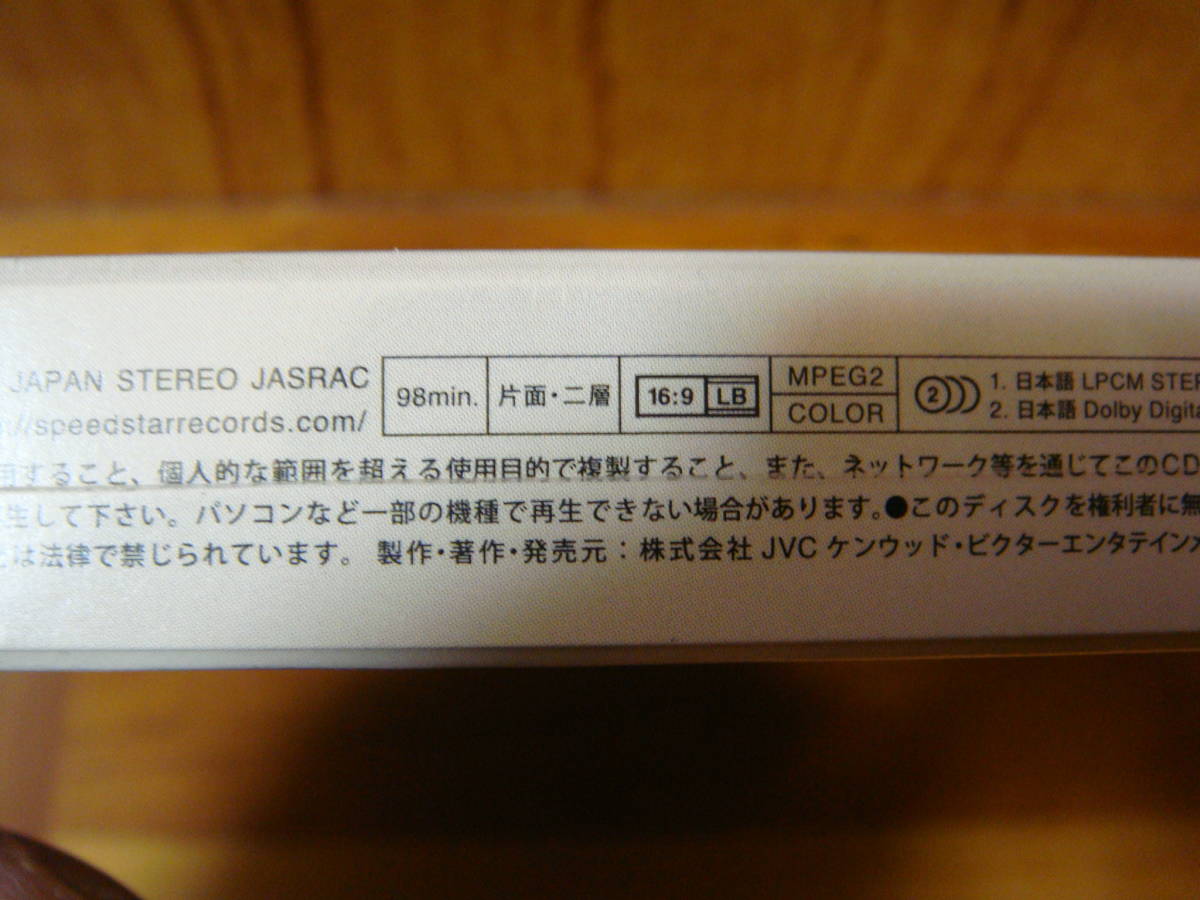 JAPAN STEREO JASRAC
//speedstarrecords.com/
98min.
片面・二層
16:9 LB
MPEG2
COLOR
2
1. 日本語 LPCM STER
2. 日本語 Dolby Digita
用すること、個人的な範囲を超える使用目的で複製すること、また、ネットワーク等を通じてこのCD
生して下さい。パソコンなど一部の機種で再生できない場合があります。●このディスクを権利者に無
とは法律で禁じられています。 製作・著作・発売元：株式会社 JVC ケンウッド・ビクターエンタテインメ